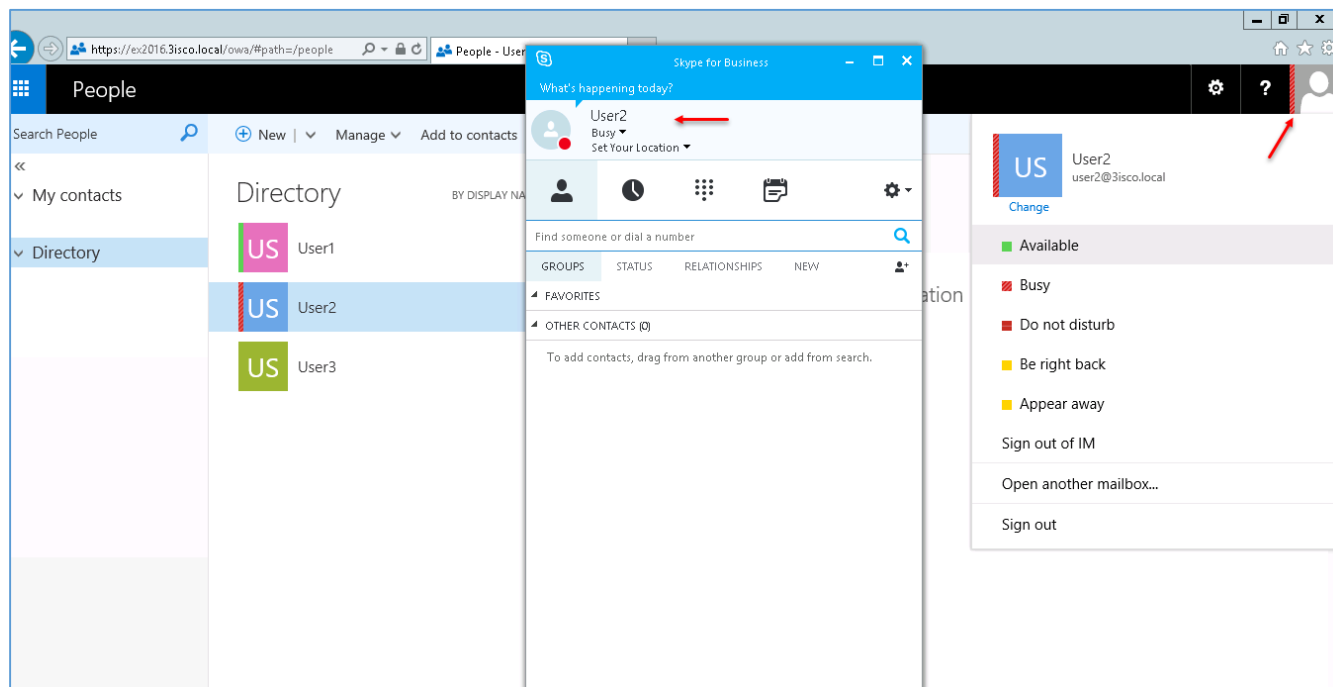 https://ex2016.3isco.local/owa/#path=/people
People - User
People
Search People
New
Manage
Add to contacts
«
My contacts
Directory
Directory
BY DISPLAY NA
US
User1
US
User2
US
User3
Skype for Business
What's happening today?
User2
Busy
Set Your Location
Find someone or dial a number
GROUPS
STATUS
RELATIONSHIPS
NEW
FAVORITES
OTHER CONTACTS (0)
To add contacts, drag from another group or add from search.
ation
?
US
User2
user2@3isco.local
Change
Available
Busy
Do not disturb
Be right back
Appear away
Sign out of IM
Open another mailbox...
Sign out